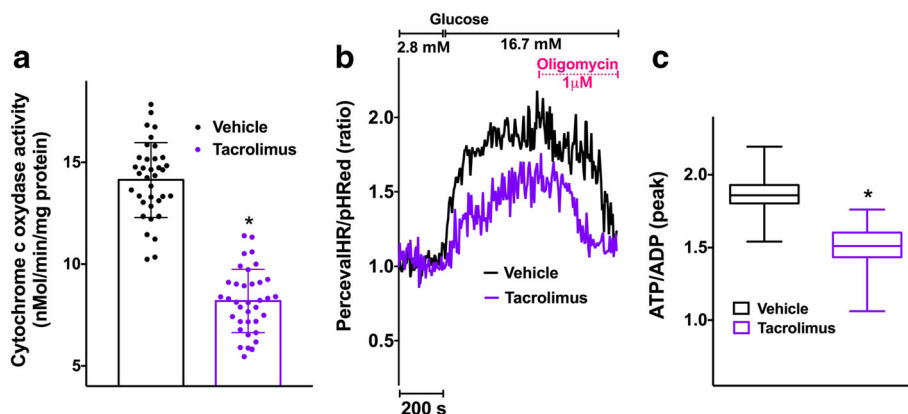 a
Cytochrome c oxydase activity
(nMol/min/mg protein)
15
10
5
Vehicle
Tacrolimus
*
b
Glucose
2.8 mM
16.7 mM
Oligomycin
1μM
PercevalHR/pHRed (ratio)
2.0
1.5
1.0
0.5
Vehicle
Tacrolimus
200 s
c
ATP/ADP (peak)
2.0
1.5
1.0
*
Vehicle
Tacrolimus